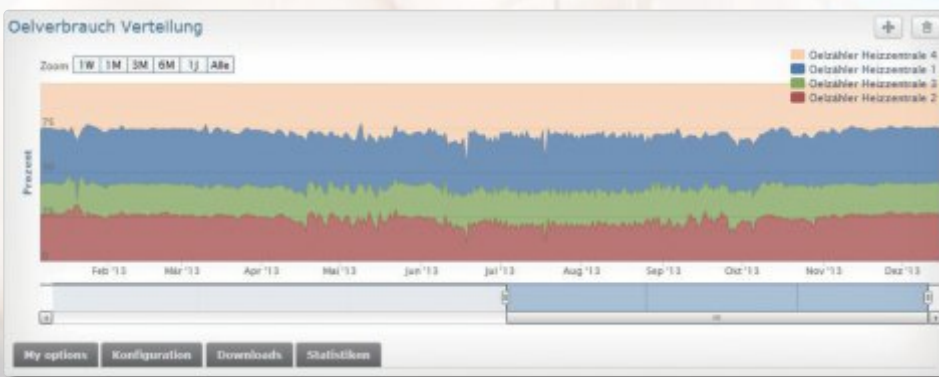 Oelverbrauch Verteilung
Zoom 1W 1M 3M 6M 1J Alle
Oelzähler Heizzentrale 4
Oelzähler Heizzentrale 1
Oelzähler Heizzentrale 3
Oelzähler Heizzentrale 2
Prozent
75
50
25
0
Feb '13 Mär '13 Apr '13 Mai '13 Jun '13 Jul '13 Aug '13 Sep '13 Okt '13 Nov '13 Dez '13
My options Konfiguration Downloads Statistiken